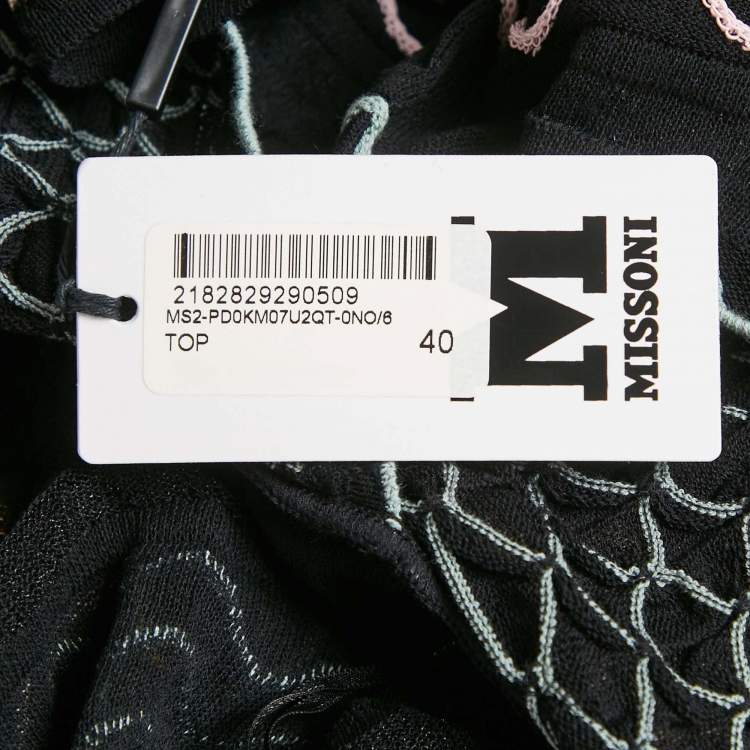 2182829290509
MS2-PD0KM07U2QT-0NO/6
TOP 40
M
MISSONI